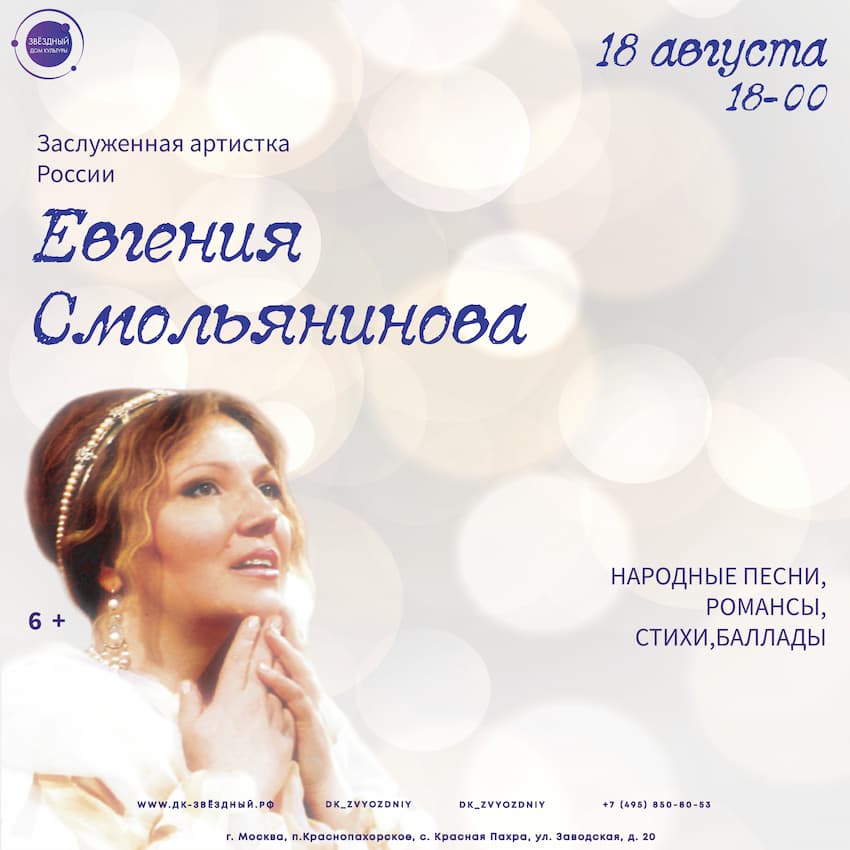 ЗВЁЗДНЫЙ
ДОМ КУЛЬТУРЫ
18 августа
18-00
Заслуженная артистка
России
Евгения
Смольянинова
НАРОДНЫЕ ПЕСНИ,
РОМАНСЫ,
СТИХИ,БАЛЛАДЫ
6 +
WWW.ДК-ЗВЁЗДНЫЙ.РФ DK_ZVYOZDNIY DK_ZVYOZDNIY +7 (495) 850-80-53
г. Москва, п.Краснопахорское, с. Красная Пахра, ул. Заводская, д. 20